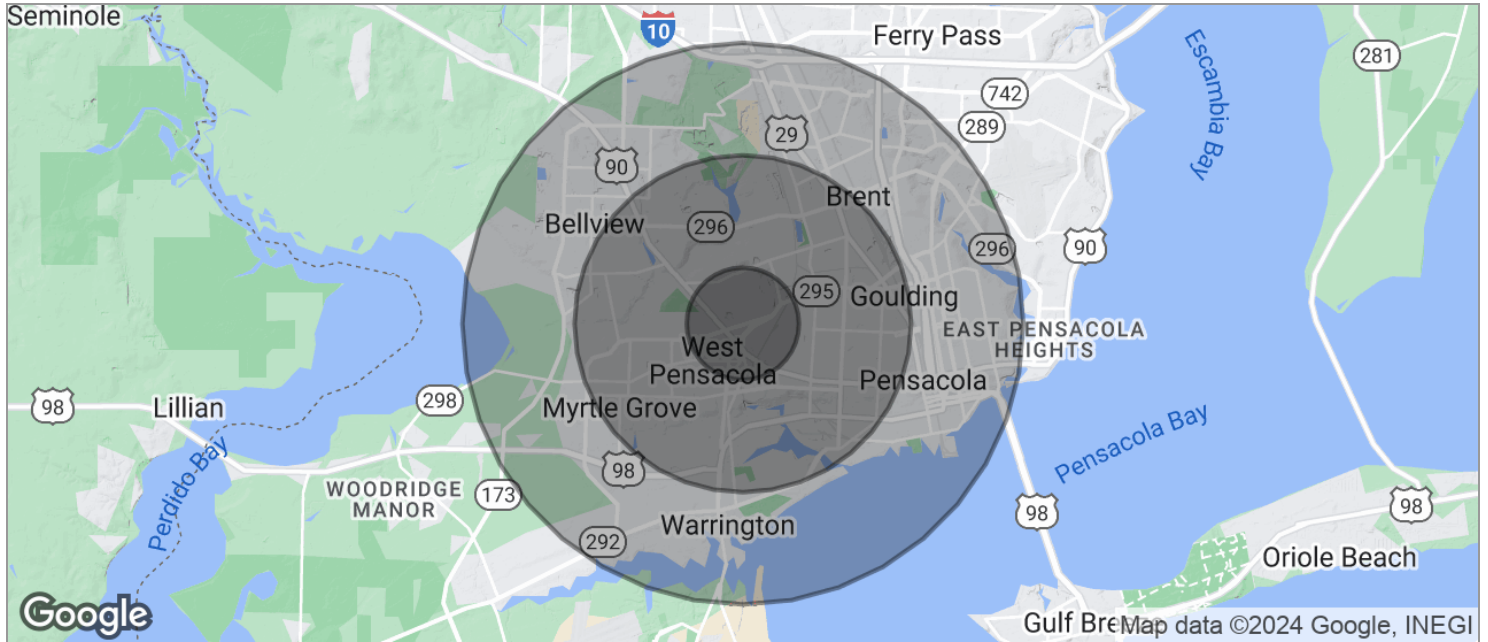 Seminole
10
Ferry Pass
281
742
289
29
90
Escambia
Bay
Brent
Bellview
296
296
90
295
Goulding
EAST PENSACOLA
HEIGHTS
West
Pensacola
Pensacola
98
Lillian
298
Myrtle Grove
Pensacola Bay
Perdido Bay
98
WOODRIDGE
MANOR
173
98
98
Warrington
292
Oriole Beach
Google
Gulf Bre
Map data ©2024 Google, INEGI